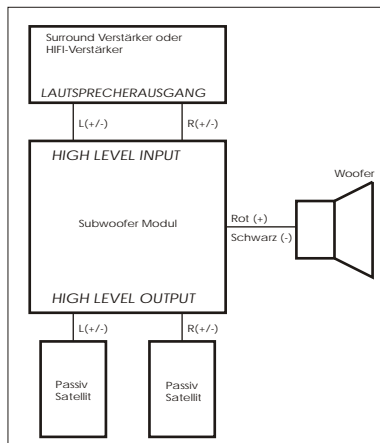 Surround Verstärker oder
HIFI-Verstärker
LAUTSPRECHERAUSGANG
L(+/-)
R(+/-)
HIGH LEVEL INPUT
Woofer
Rot (+)
Subwoofer Modul
Schwarz (-)
HIGH LEVEL OUTPUT
L(+/-)
R(+/-)
Passiv
Satellit
Passiv
Satellit